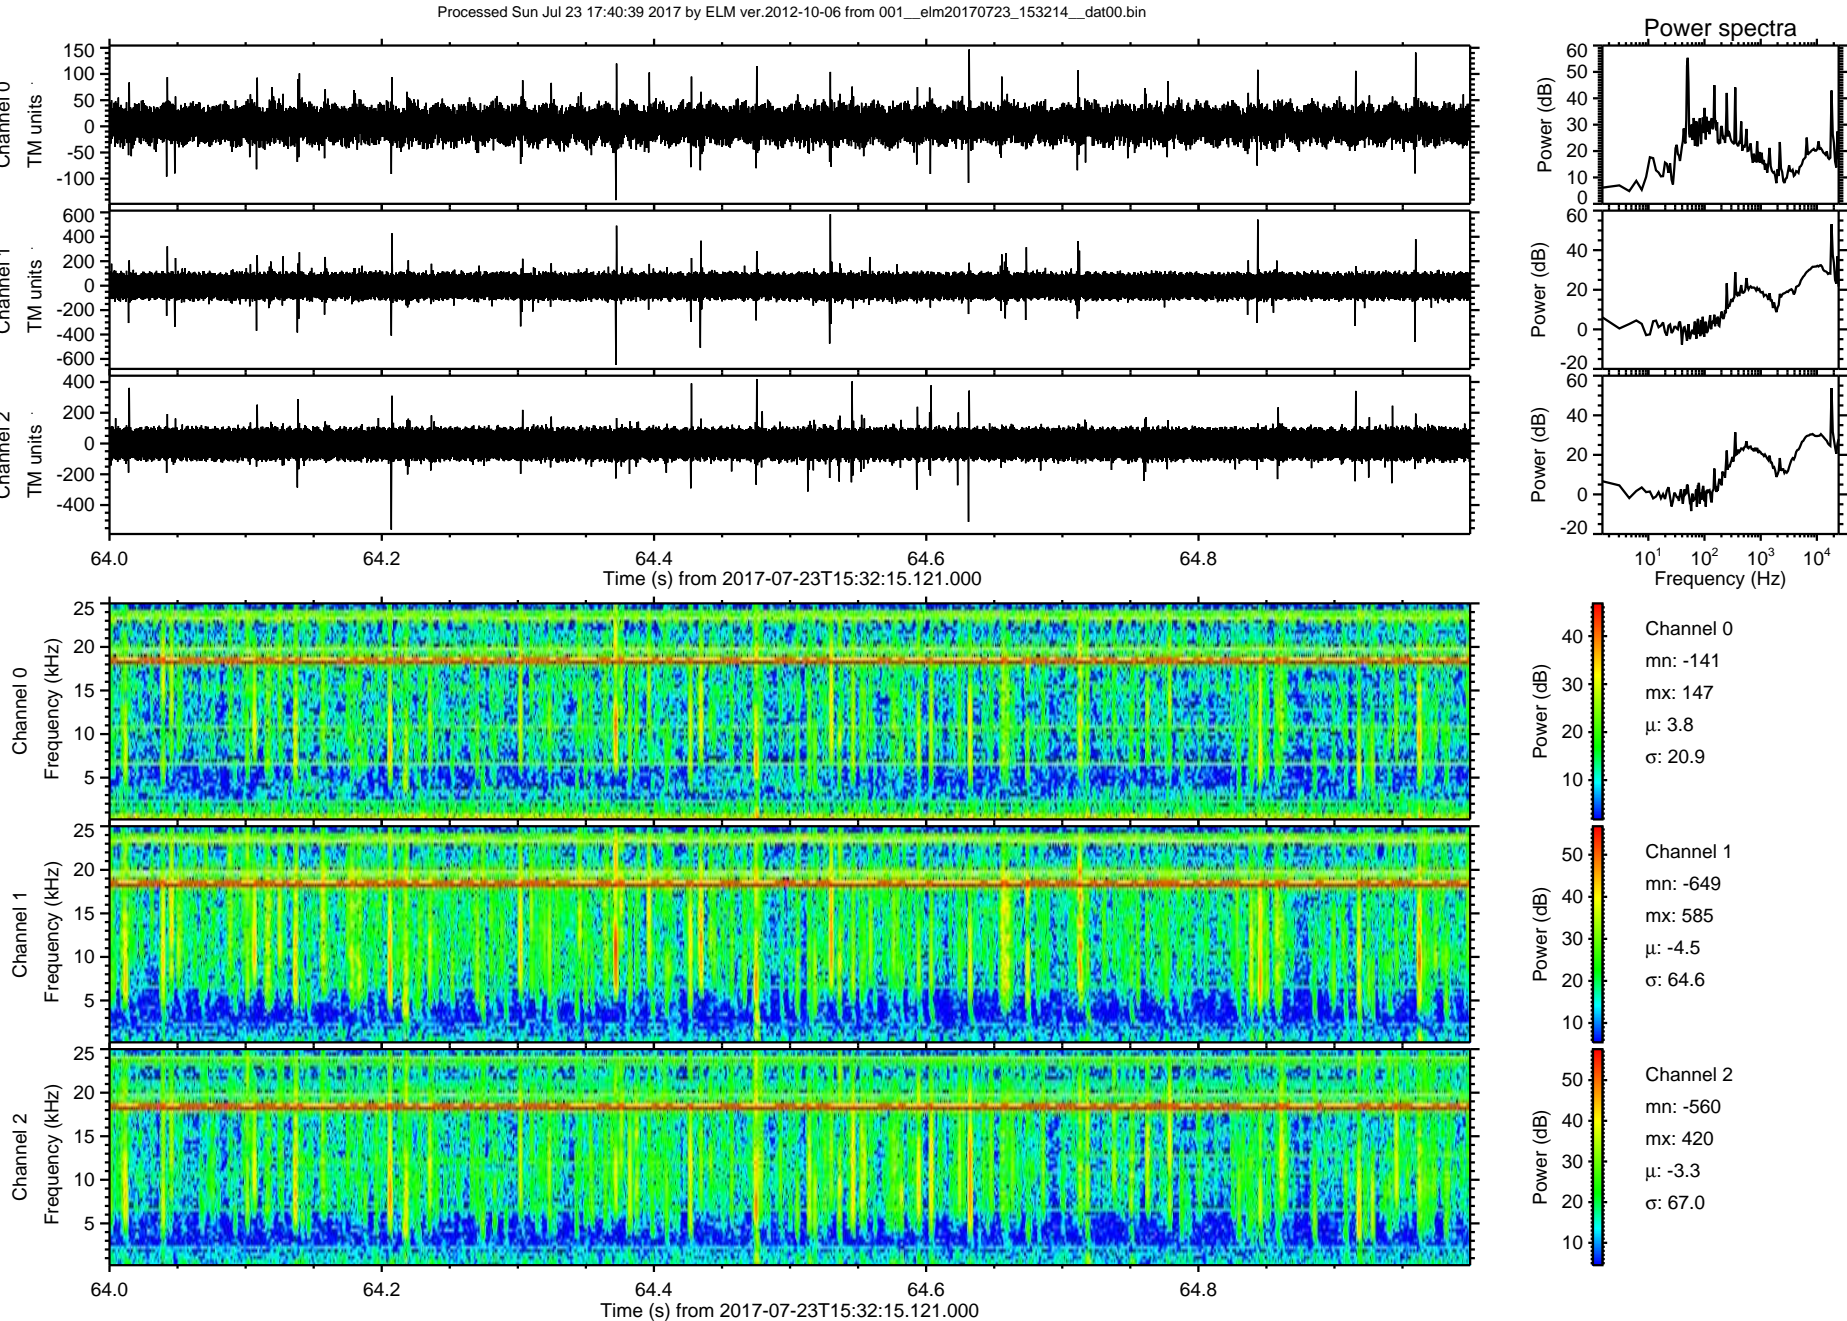 Processed Sun Jul 23 17:40:39 2017 by ELM ver.2012-10-06 from 001__elm20170723_153214__dat00.bin
Power spectra
Channel 0
TM units
150
100
50
0
-50
-100
Power (dB)
60
50
40
30
20
10
0
Channel 1
TM units
600
400
200
0
-200
-400
-600
Power (dB)
60
40
20
0
-20
Channel 2
TM units
400
200
0
-200
-400
Power (dB)
60
40
20
0
-20
64.0 64.2 64.4 64.6 64.8
Time (s) from 2017-07-23T15:32:15.121.000
10¹ 10² 10³ 10⁴
Frequency (Hz)
Channel 0
Frequency (kHz)
25
20
15
10
5
Power (dB)
40
30
20
10
Channel 0
mn: -141
mx: 147
μ: 3.8
σ: 20.9
Channel 1
Frequency (kHz)
25
20
15
10
5
Power (dB)
50
40
30
20
10
Channel 1
mn: -649
mx: 585
μ: -4.5
σ: 64.6
Channel 2
Frequency (kHz)
25
20
15
10
5
Power (dB)
50
40
30
20
10
Channel 2
mn: -560
mx: 420
μ: -3.3
σ: 67.0
64.0 64.2 64.4 64.6 64.8
Time (s) from 2017-07-23T15:32:15.121.000